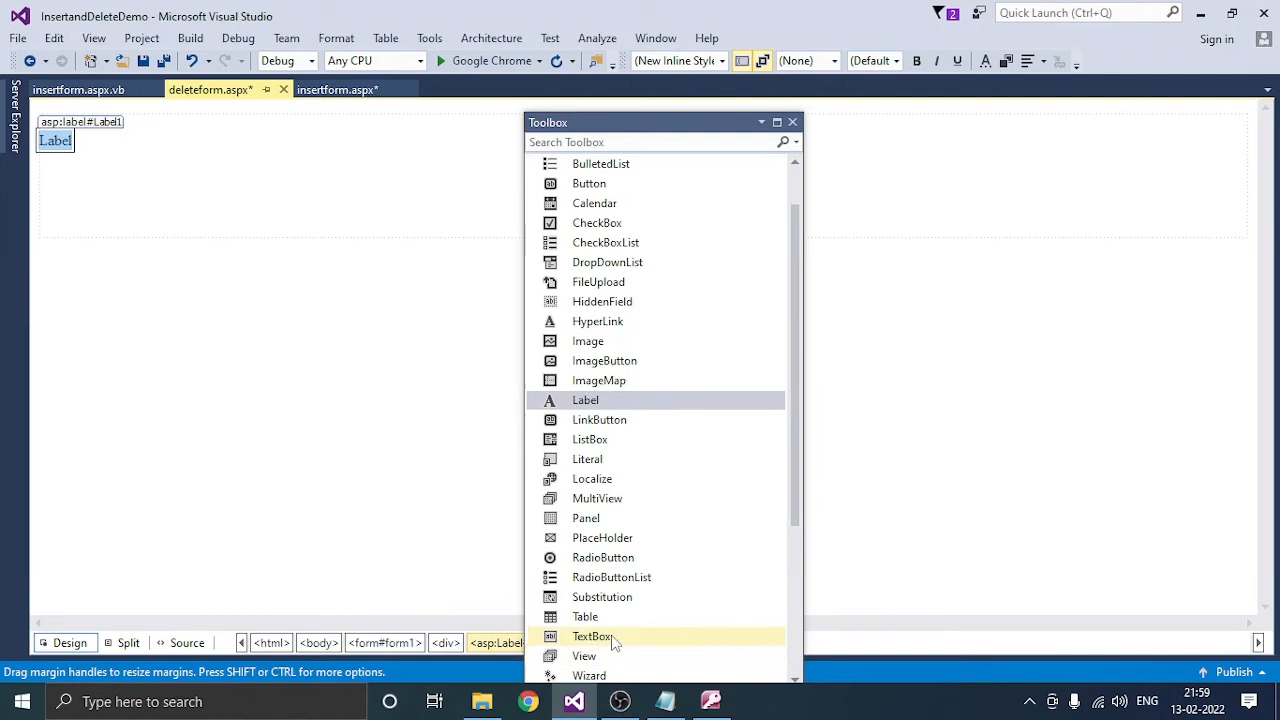 InsertandDeleteDemo - Microsoft Visual Studio
2
Quick Launch (Ctrl+Q)
File Edit View Project Build Debug Team Format Table Tools Architecture Test Analyze Window Help
Sign in
Debug Any CPU Google Chrome (New Inline Style (None) (Default B I U A
insertform.aspx.vb deleteform.aspx* insertform.aspx*
Server Explorer
asp:label#Label1
Label
Toolbox
Search Toolbox
BulletedList
Button
Calendar
CheckBox
CheckBoxList
DropDownList
FileUpload
HiddenField
HyperLink
Image
ImageButton
ImageMap
Label
LinkButton
ListBox
Literal
Localize
MultiView
Panel
PlaceHolder
RadioButton
RadioButtonList
Substitution
Table
TextBox
View
Wizard
Design Split Source <html> <body> <form#form1> <div> <asp:Label
Drag margin handles to resize margins. Press SHIFT or CTRL for more options.
Publish
Type here to search
ENG
21:59
13-02-2022